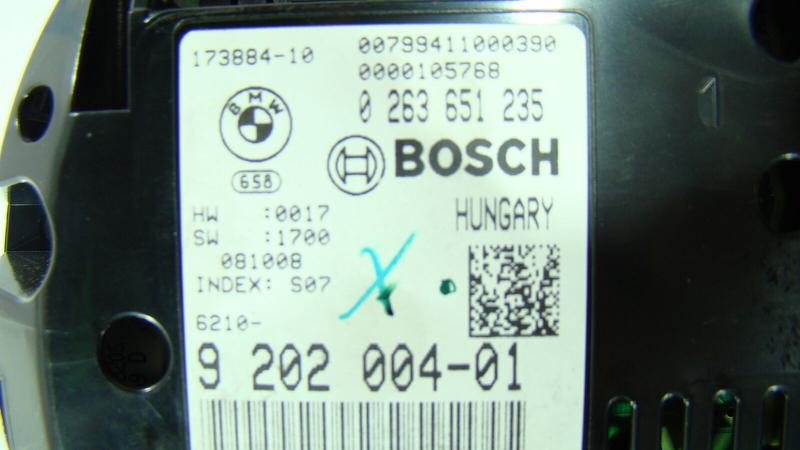 173884-10 00799411000390
0000105768
0 263 651 235
BMW
BOSCH
658
HUNGARY
HW :0017
SW :1700
081008
INDEX: S07
6210-
9 202 004-01